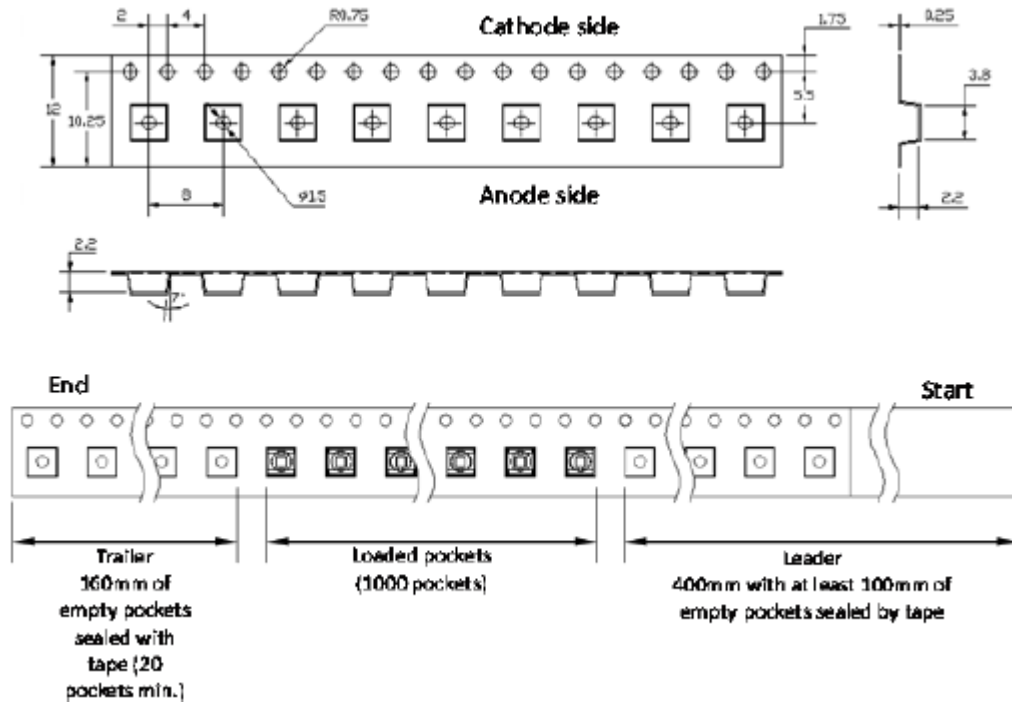 2
4
R0.75
Cathode side
1.75
0.25
10.25
5.5
3.8
8
Anode side
2.2
2.2
7°
End
Start
Trailer
160mm of
empty pockets
sealed with
tape (20
pockets min.)
Loaded pockets
(1000 pockets)
Leader
400mm with at least 100mm of
empty pockets sealed by tape